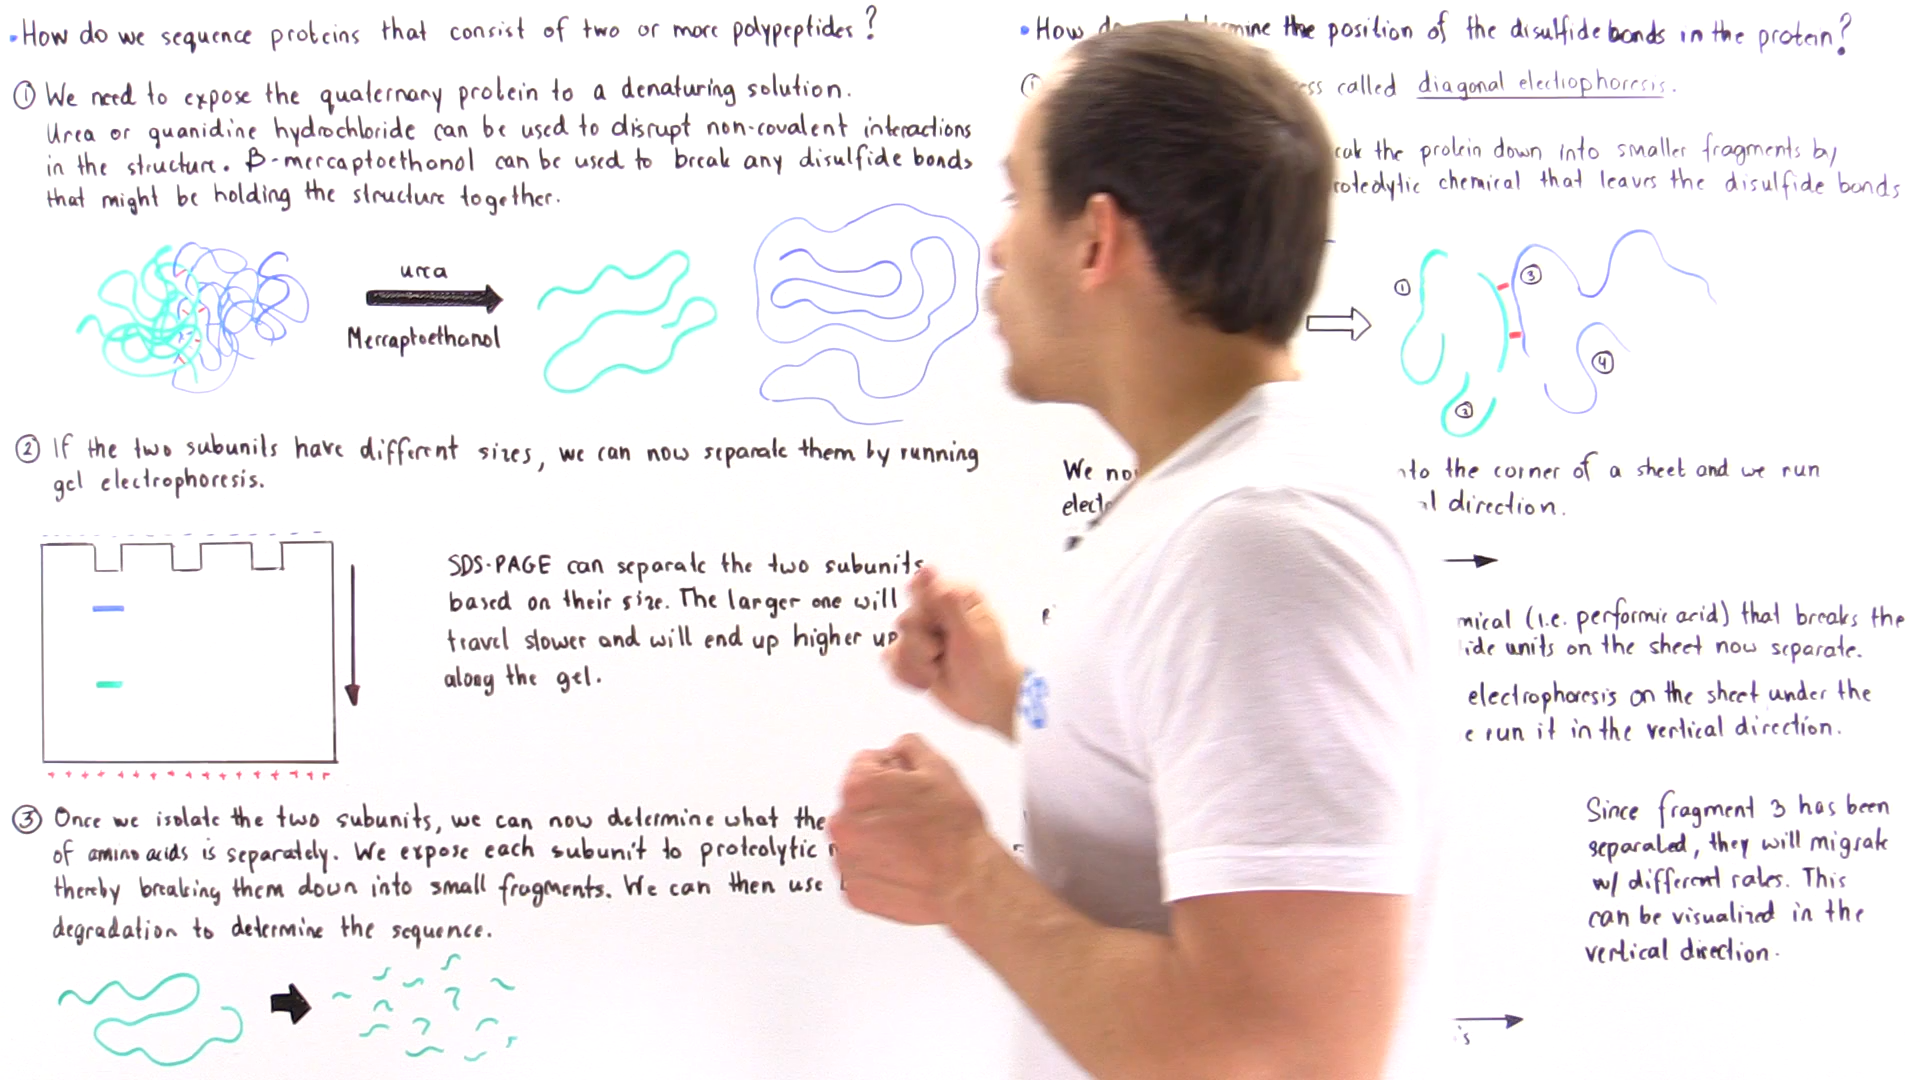 • How do we sequence proteins that consist of two or more polypeptides?
① We need to expose the quaternary protein to a denaturing solution.
Urea or guanidine hydrochloride can be used to disrupt non-covalent interactions
in the structure. β-mercaptoethanol can be used to break any disulfide bonds
that might be holding the structure together.
urea
Mercaptoethanol
② If the two subunits have different sizes, we can now separate them by running
gel electrophoresis.
SDS-PAGE can separate the two subunits
based on their size. The larger one will
travel slower and will end up higher up
along the gel.
+ + + + + + + + + + + + + + + + +
③ Once we isolate the two subunits, we can now determine what the
of amino acids is separately. We expose each subunit to proteolytic
thereby breaking them down into small fragments. We can then use
degradation to determine the sequence.
• How mine the position of the disulfide bonds in the protein?
① called diagonal electrophoresis.
the protein down into smaller fragments by
chemical that leaves the disulfide bonds
① ② ③ ④
We to the corner of a sheet and we run
direction.
(i.e. performic acid) that breaks the
units on the sheet now separate.
electrophoresis on the sheet under the
run it in the vertical direction.
Since fragment 3 has been
separated, they will migrate
w/ different rates. This
can be visualized in the
vertical direction.